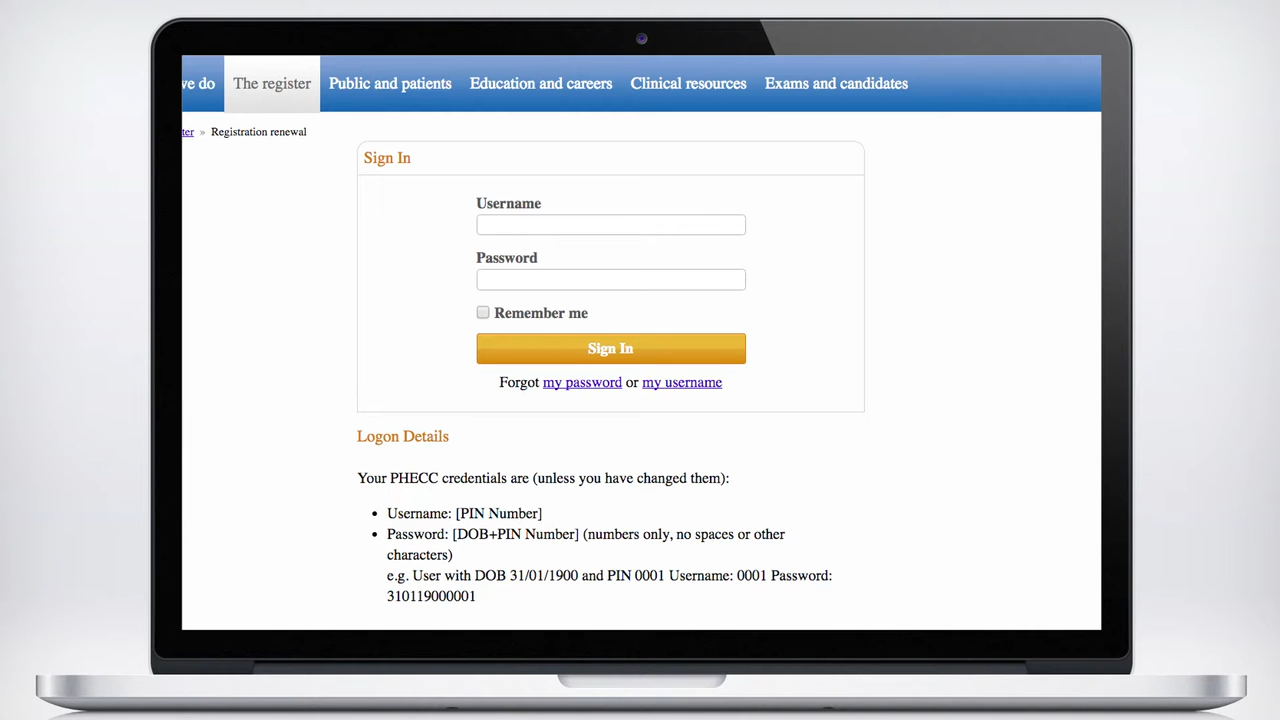 ve do The register Public and patients Education and careers Clinical resources Exams and candidates
ter » Registration renewal
Sign In
Username
Password
Remember me
Sign In
Forgot my password or my username
Logon Details
Your PHECC credentials are (unless you have changed them):
• Username: [PIN Number]
• Password: [DOB+PIN Number] (numbers only, no spaces or other
characters)
e.g. User with DOB 31/01/1900 and PIN 0001 Username: 0001 Password:
310119000001